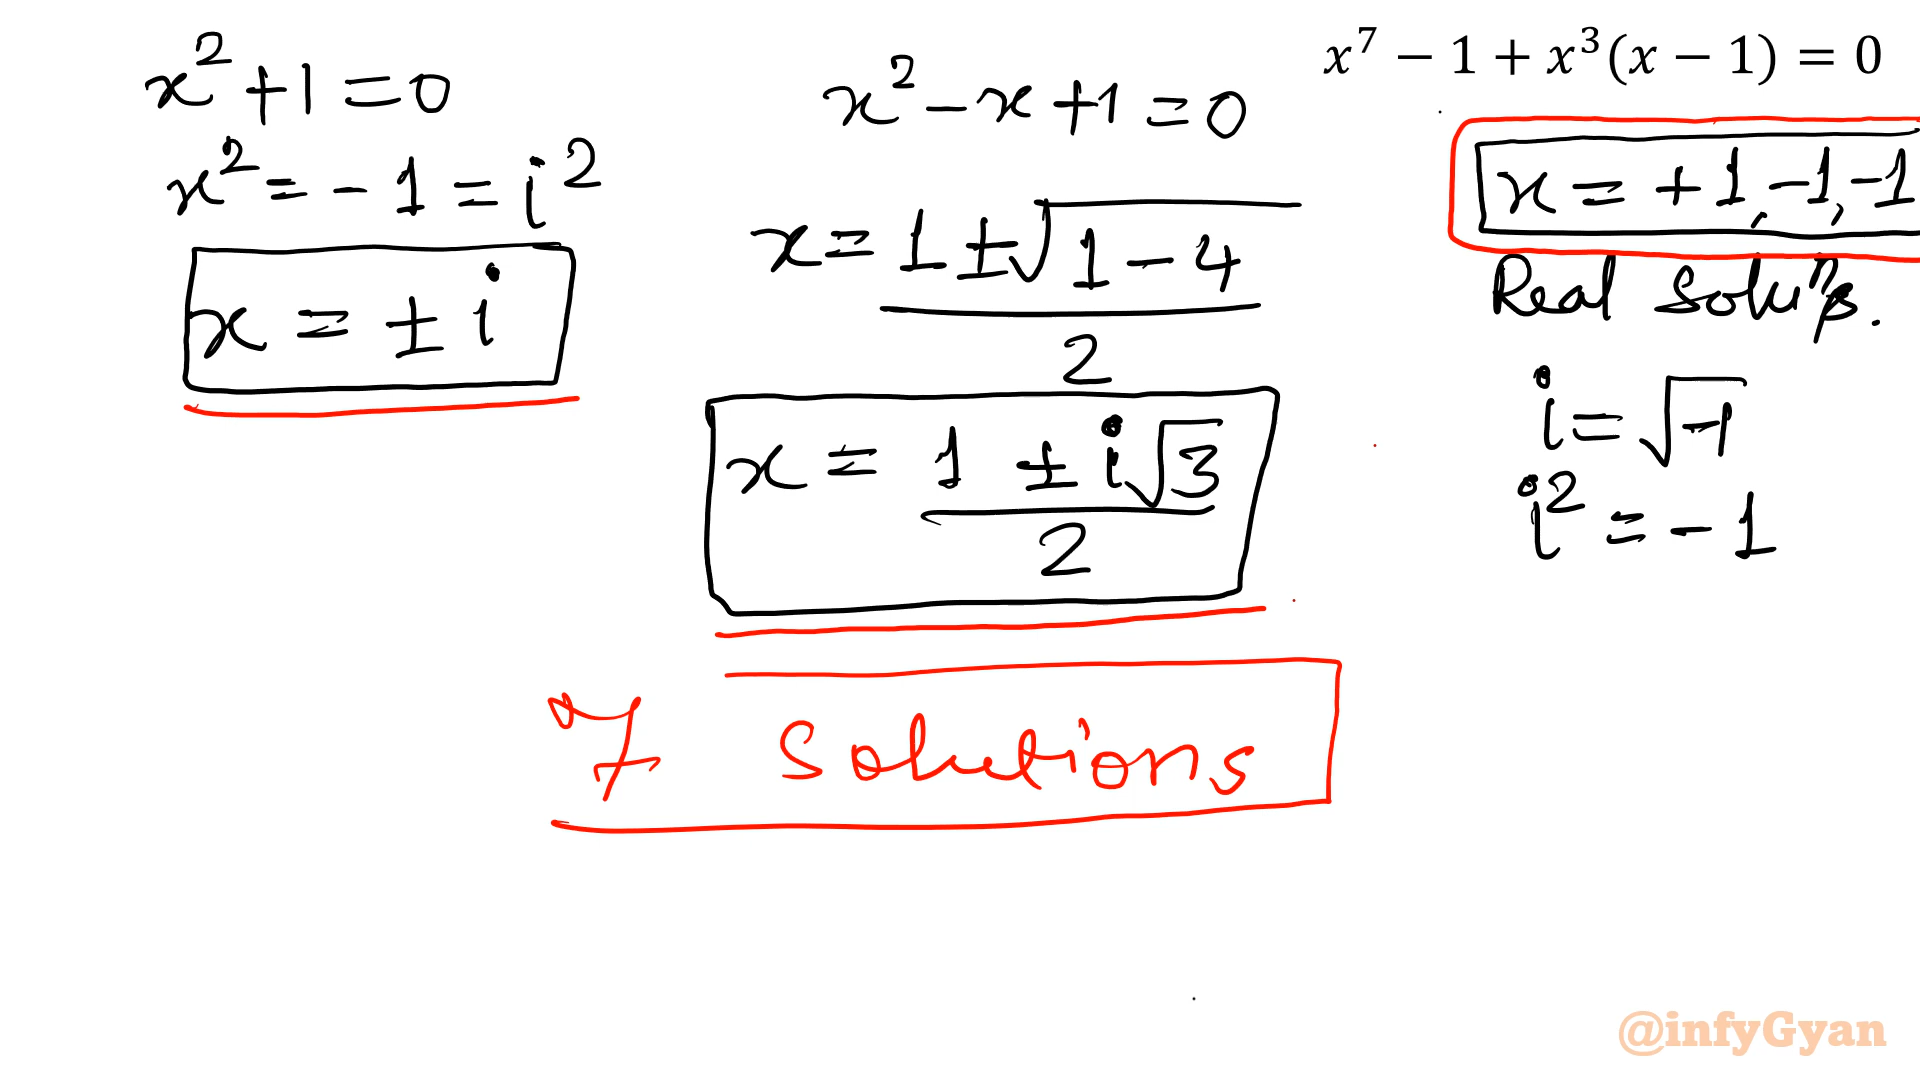 x² + 1 = 0
x² = - 1 = i²
x = ± i
x² - x + 1 = 0
x = 1 ± √1 - 4
2
x = 1 ± i√3
2
7 Solutions
x⁷ − 1 + x³(x − 1) = 0
x = +1, -1, -1
Real Soluⁿs.
i = √-1
i² = - 1
@infyGyan